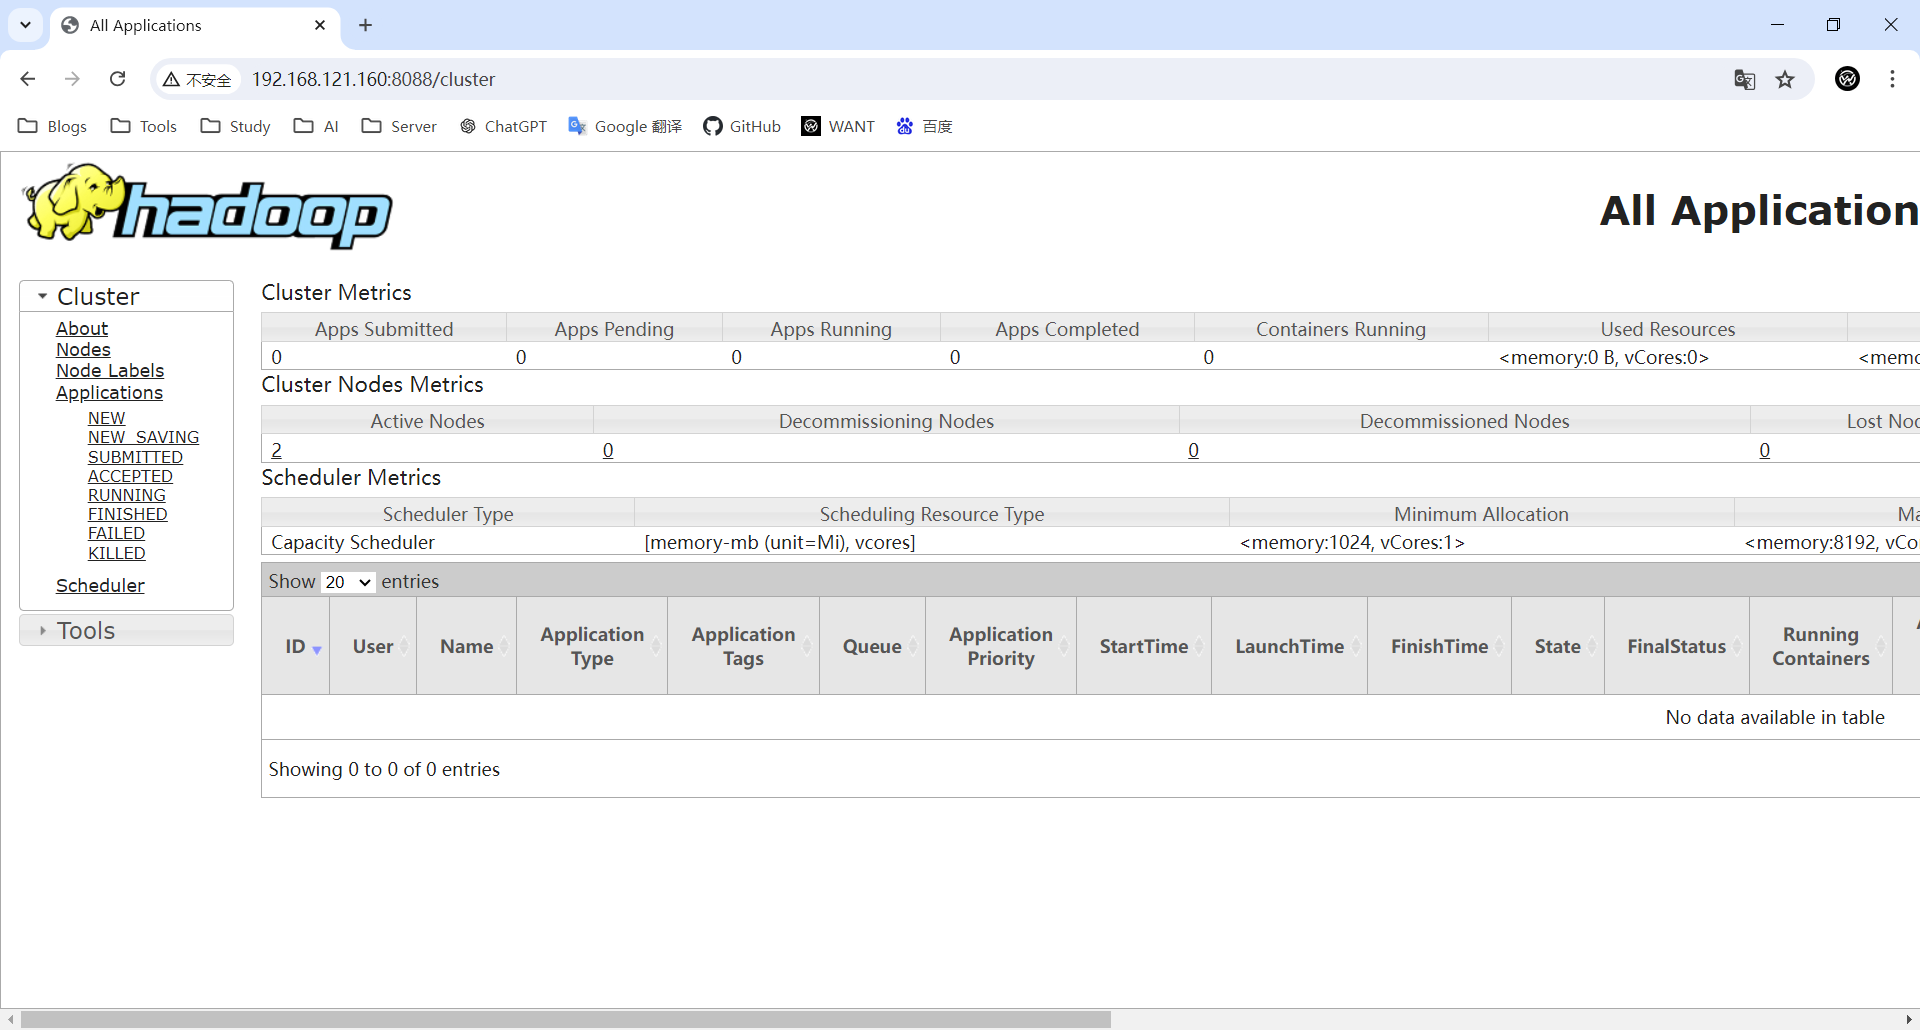 All Applications
不安全 192.168.121.160:8088/cluster
Blogs Tools Study AI Server ChatGPT Google 翻译 GitHub WANT 百度
hadoop
All Application
Cluster
About
Nodes
Node Labels
Applications
NEW
NEW_SAVING
SUBMITTED
ACCEPTED
RUNNING
FINISHED
FAILED
KILLED
Scheduler
Tools
Cluster Metrics
Apps Submitted Apps Pending Apps Running Apps Completed Containers Running Used Resources
0 0 0 0 0 <memory:0 B, vCores:0> <memo
Cluster Nodes Metrics
Active Nodes Decommissioning Nodes Decommissioned Nodes Lost Noc
2 0 0 0
Scheduler Metrics
Scheduler Type Scheduling Resource Type Minimum Allocation Ma
Capacity Scheduler [memory-mb (unit=Mi), vcores] <memory:1024, vCores:1> <memory:8192, vCo
Show 20 entries
ID User Name Application Type Application Tags Queue Application Priority StartTime LaunchTime FinishTime State FinalStatus Running Containers
No data available in table
Showing 0 to 0 of 0 entries